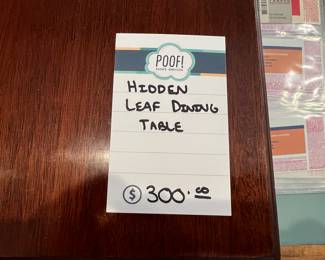 POOF!
HIDDEN
LEAF DINING
TABLE
$ 300.00